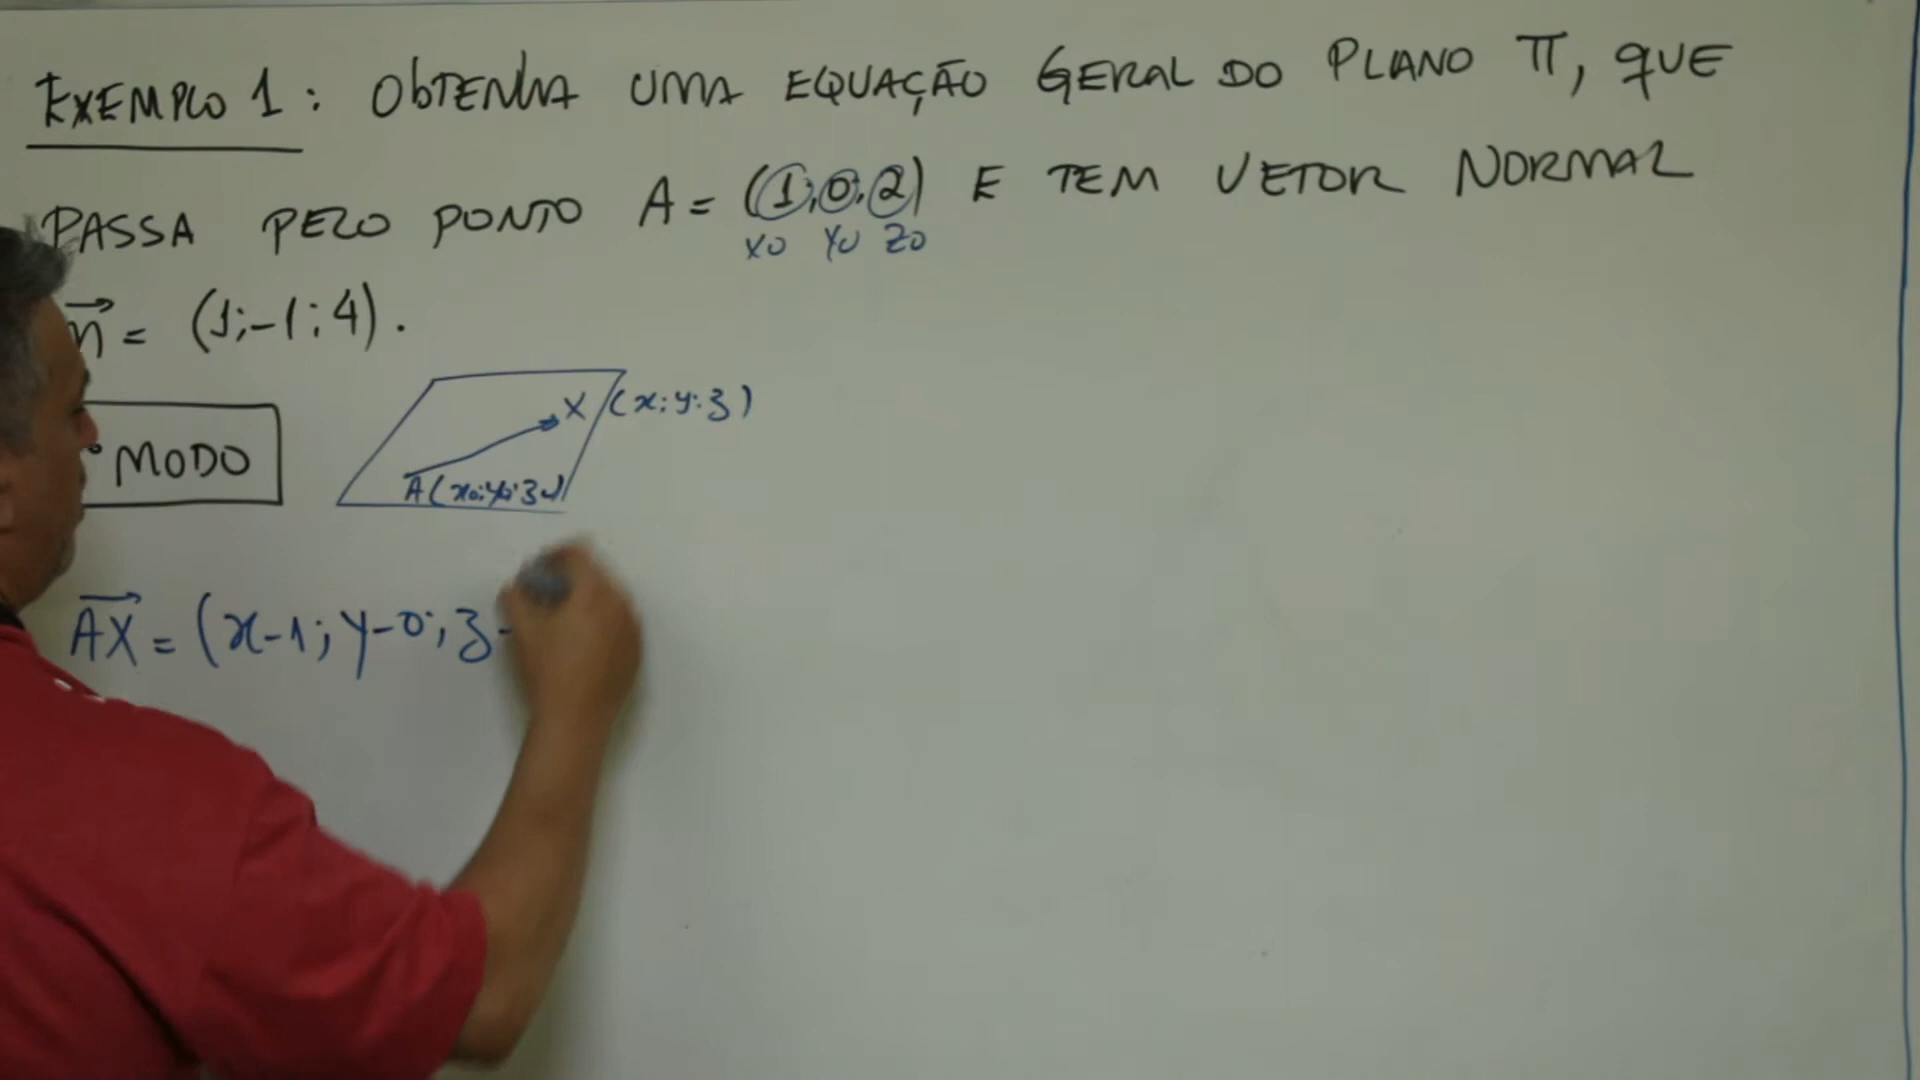 EXEMPLO 1: OBTENHA UMA EQUAÇÃO GERAL DO PLANO π, QUE
PASSA PELO PONTO A = (1,0,2) E TEM VETOR NORMAL
x0 y0 z0
n⃗ = (1;-1;4).
X (x;y;z)
º MODO
A (x0;y0;z0)
AX⃗ = (x-1; y-0; z-